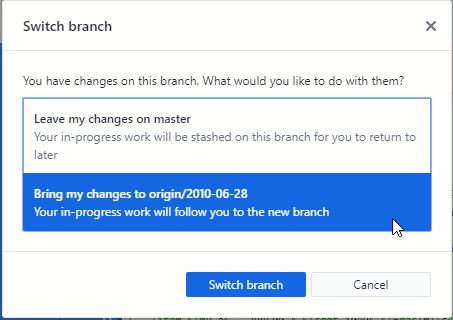 Switch branch
You have changes on this branch. What would you like to do with them?
Leave my changes on master
Your in-progress work will be stashed on this branch for you to return to
later
Bring my changes to origin/2010-06-28
Your in-progress work will follow you to the new branch
Switch branch
Cancel